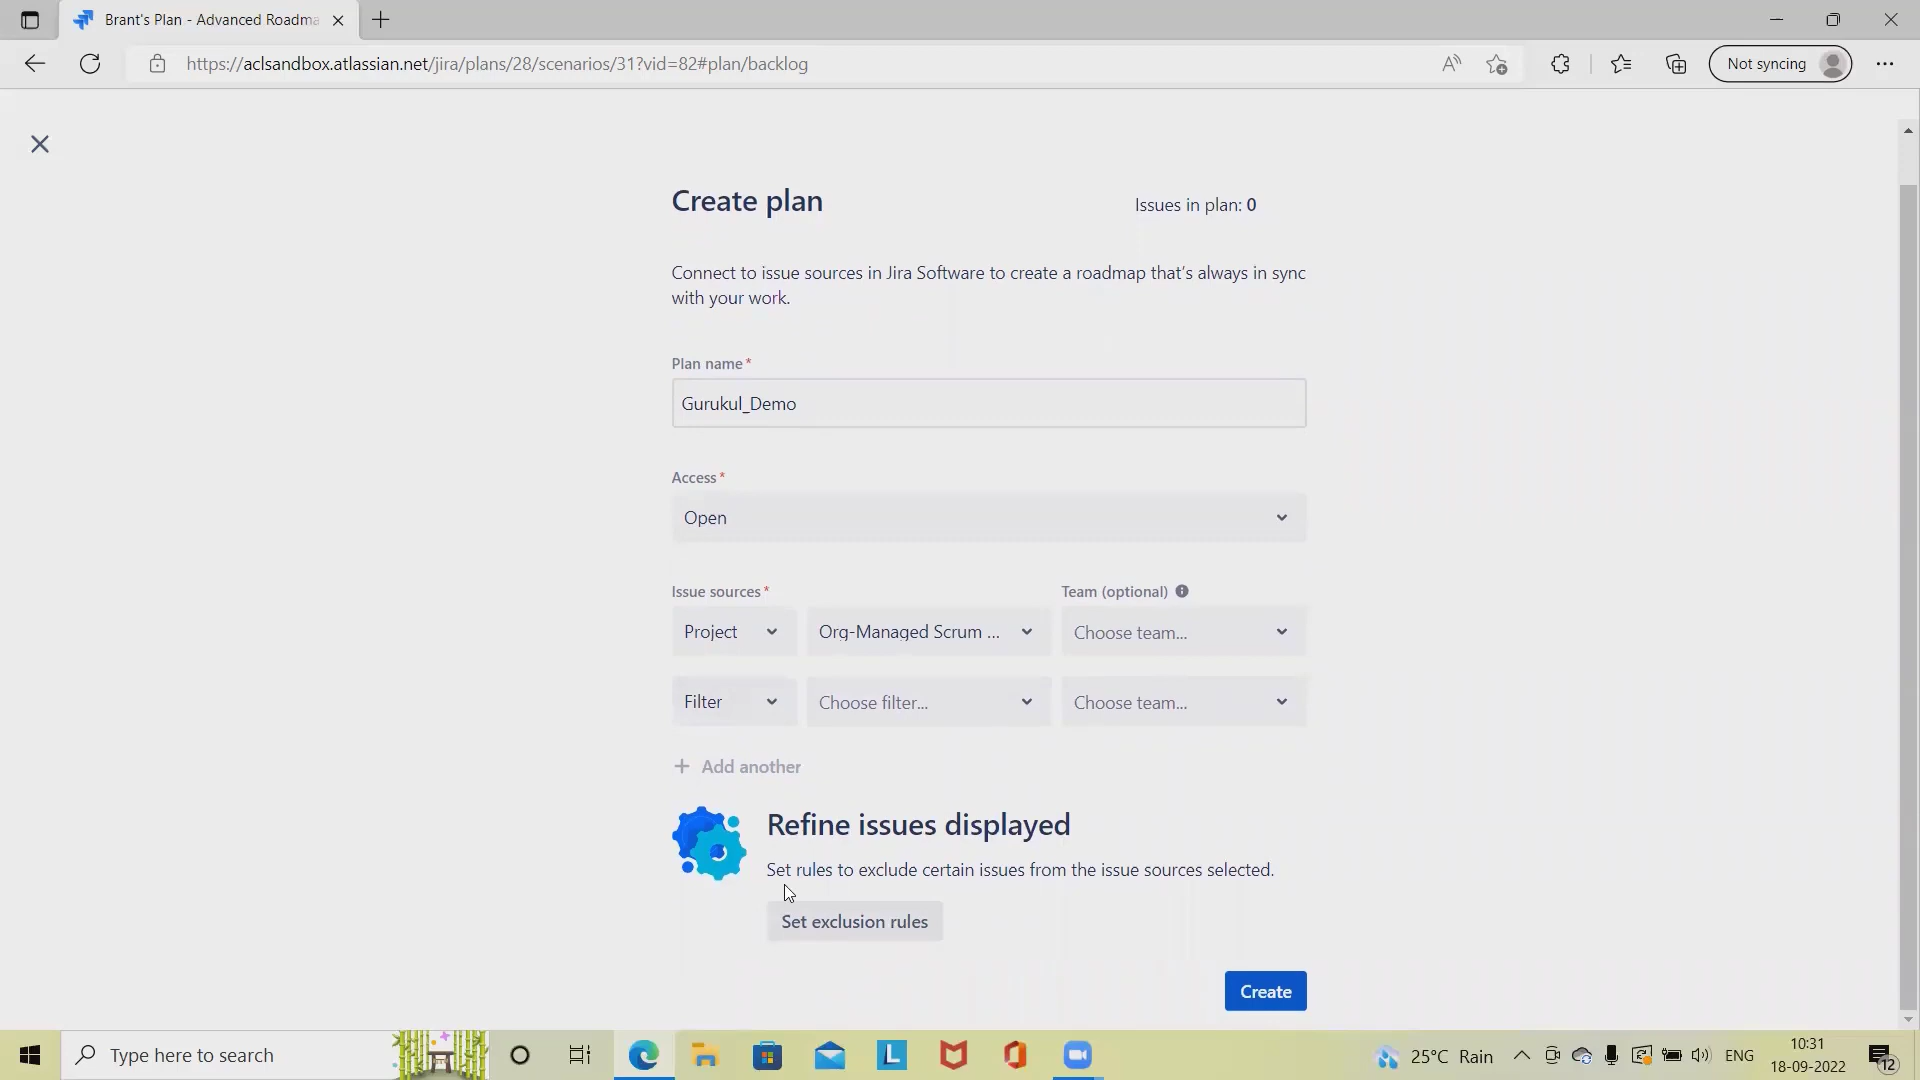 Brant's Plan - Advanced Roadma
https://aclsandbox.atlassian.net/jira/plans/28/scenarios/31?vid=82#plan/backlog
Not syncing
Create plan
Issues in plan: 0
Connect to issue sources in Jira Software to create a roadmap that's always in sync
with your work.
Plan name*
Gurukul_Demo
Access*
Open
Issue sources*
Team (optional)
Project
Org-Managed Scrum ...
Choose team...
Filter
Choose filter...
Choose team...
+ Add another
Refine issues displayed
Set rules to exclude certain issues from the issue sources selected.
Set exclusion rules
Create
Type here to search
25°C Rain
ENG
10:31
18-09-2022
12